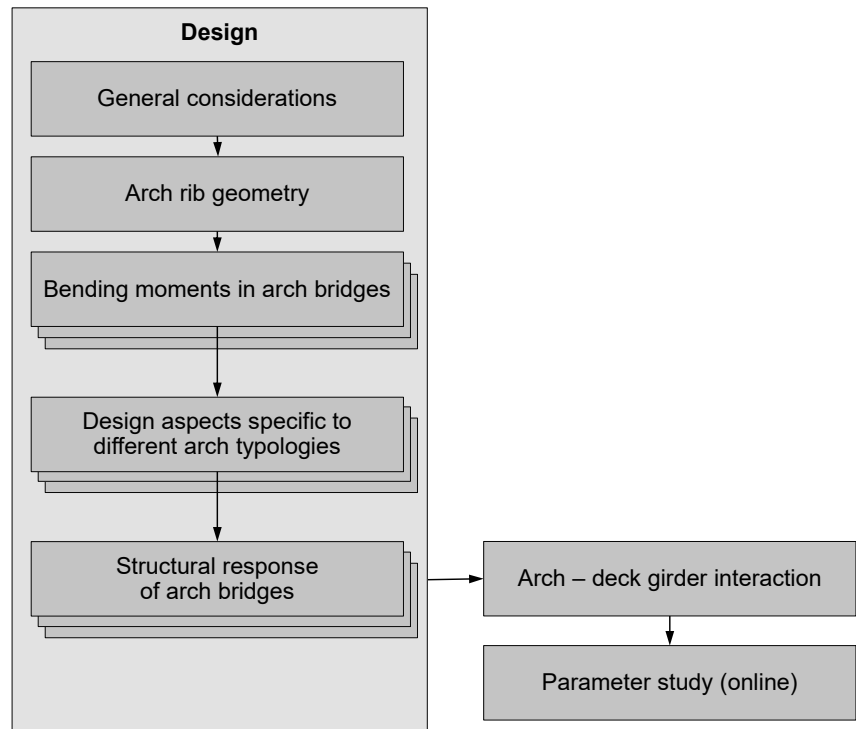 Design
General considerations
Arch rib geometry
Bending moments in arch bridges
Design aspects specific to
different arch typologies
Structural response
of arch bridges
Arch – deck girder interaction
Parameter study (online)